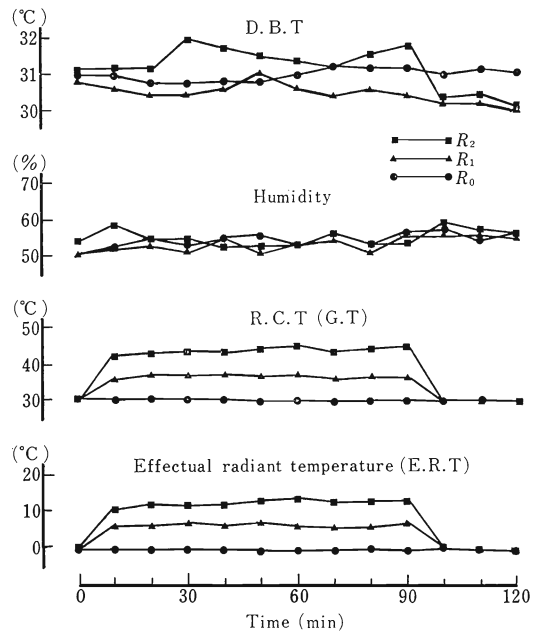 (℃)
D.B.T
32
31
30
R₂
R₁
R₀
(%)
Humidity
70
60
50
(℃)
R.C.T (G.T)
50
40
30
(℃)
Effectual radiant temperature (E.R.T)
20
10
0
0 30 60 90 120
Time (min)